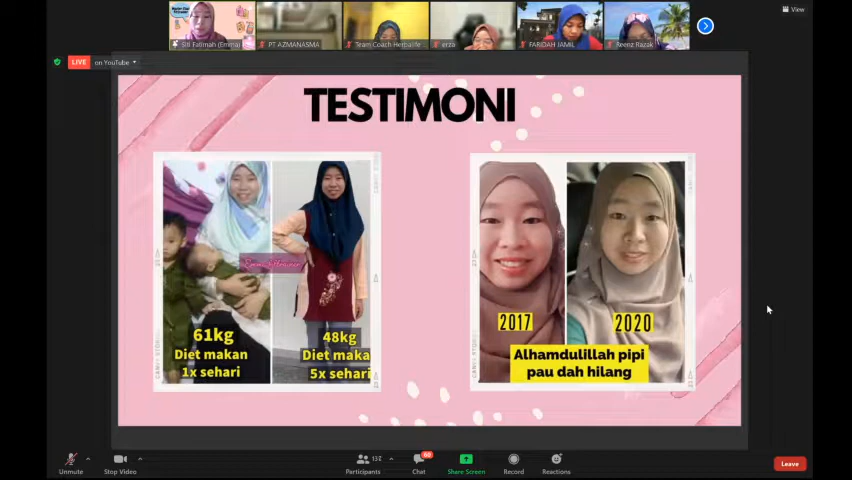 View
Siti Fatimah (Emma)
PT AZMANASMA
Team Coach Herbalife
erza
FARIDAH JAMIL
Reenz Razak
LIVE on YouTube
TESTIMONI
61kg
Diet makan
1x sehari
48kg
Diet maka
5x sehari
2017
2020
Alhamdulillah pipi
pau dah hilang
Unmute
Stop Video
Participants
137
Chat
Share Screen
Record
Reactions
Leave